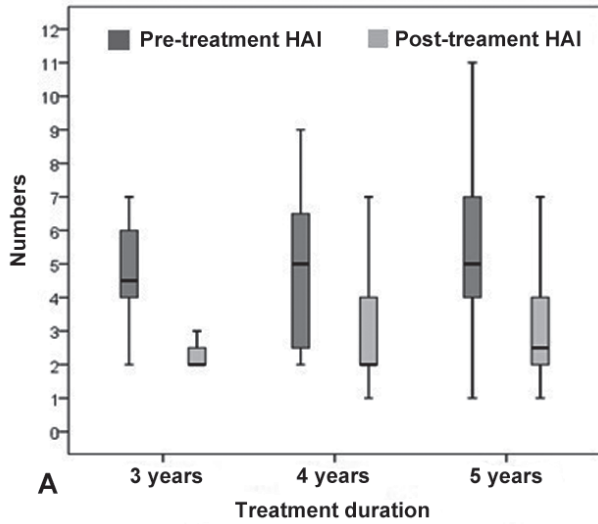 Pre-treatment HAI
Post-treament HAI
12
11
10
9
8
7
6
5
4
3
2
1
0
Numbers
3 years
4 years
5 years
A
Treatment duration